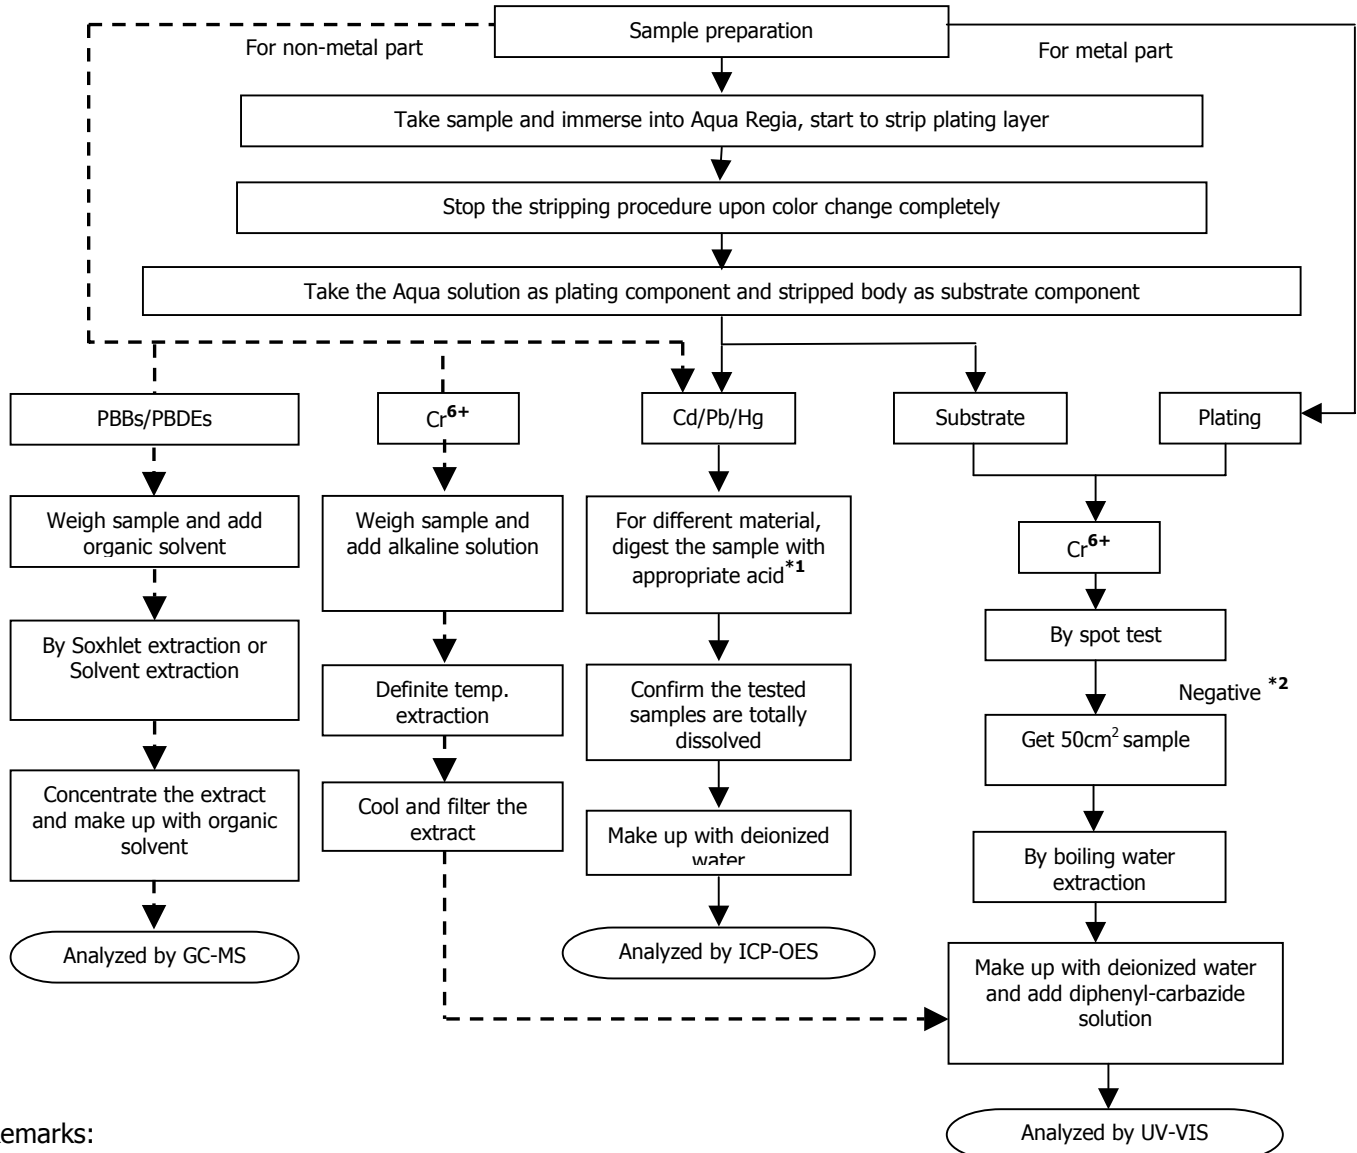 Sample preparation
For non-metal part
For metal part
Take sample and immerse into Aqua Regia, start to strip plating layer
Stop the stripping procedure upon color change completely
Take the Aqua solution as plating component and stripped body as substrate component
PBBs/PBDEs
Cr6+
Cd/Pb/Hg
Substrate
Plating
Weigh sample and add
organic solvent
Weigh sample and
add alkaline solution
For different material,
digest the sample with
appropriate acid*1
Cr6+
By Soxhlet extraction or
Solvent extraction
Definite temp.
extraction
Confirm the tested
samples are totally
dissolved
By spot test
Negative *2
Get 50cm2 sample
Concentrate the extract
and make up with organic
solvent
Cool and filter the
extract
Make up with deionized
water
By boiling water
extraction
Analyzed by GC-MS
Analyzed by ICP-OES
Make up with deionized water
and add diphenyl-carbazide
solution
Analyzed by UV-VIS
emarks: